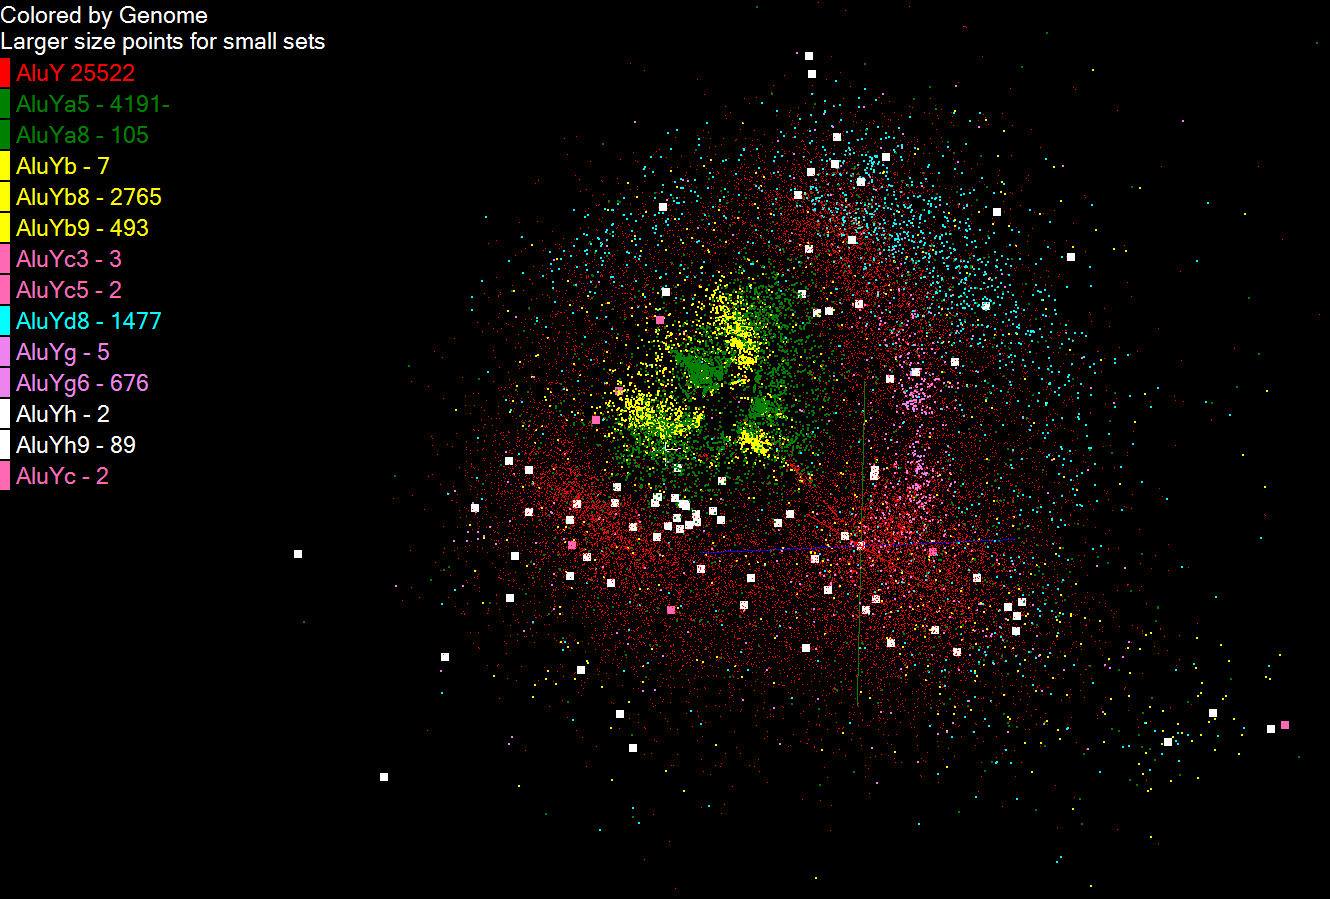 Colored by Genome
Larger size points for small sets
AluY 25522
AluYa5 - 4191-
AluYa8 - 105
AluYb - 7
AluYb8 - 2765
AluYb9 - 493
AluYc3 - 3
AluYc5 - 2
AluYd8 - 1477
AluYg - 5
AluYg6 - 676
AluYh - 2
AluYh9 - 89
AluYc - 2